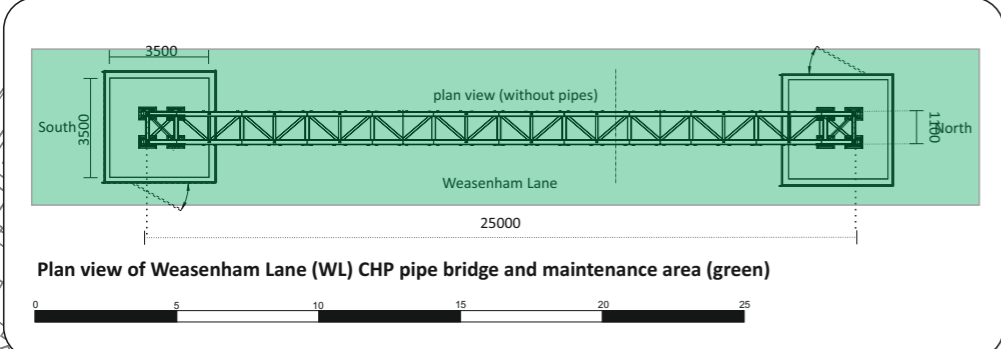 3500
plan view (without pipes)
South
3500
1100
North
Weasenham Lane
25000
Plan view of Weasenham Lane (WL) CHP pipe bridge and maintenance area (green)
0 5 10 15 20 25